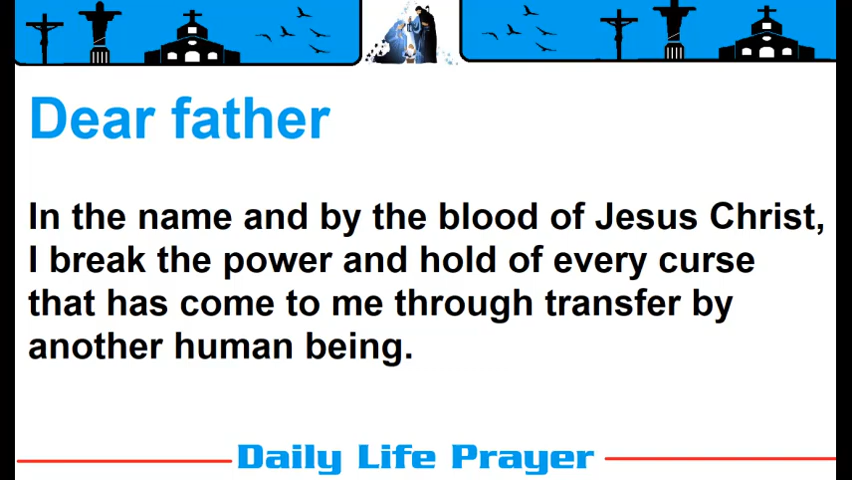 Dear father
In the name and by the blood of Jesus Christ,
I break the power and hold of every curse
that has come to me through transfer by
another human being.
Daily Life Prayer